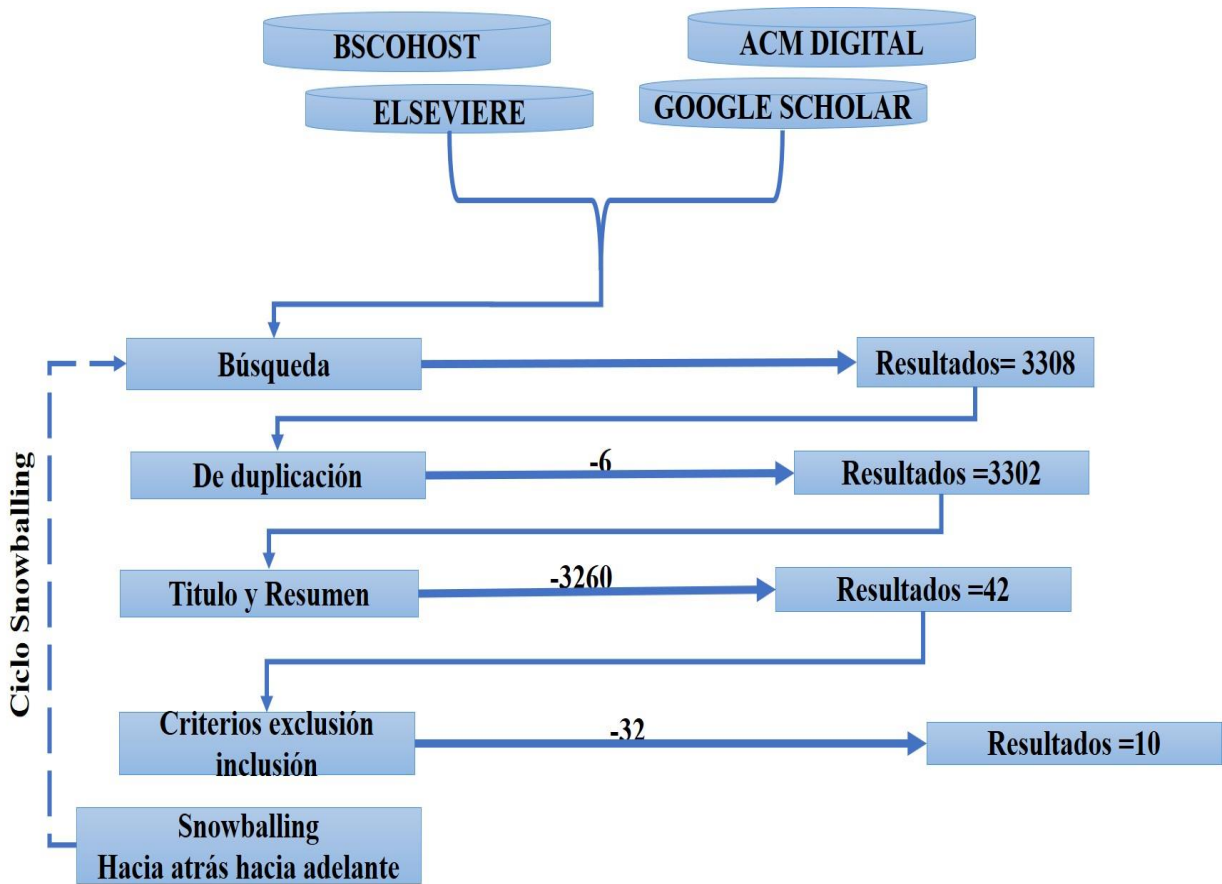 BSCOHOST
ACM DIGITAL
ELSEVIERE
GOOGLE SCHOLAR
Búsqueda
Resultados= 3308
De duplicación
-6
Resultados =3302
Titulo y Resumen
-3260
Resultados =42
Criterios exclusión
inclusión
-32
Resultados =10
Snowballing
Hacia atrás hacia adelante
Ciclo Snowballing